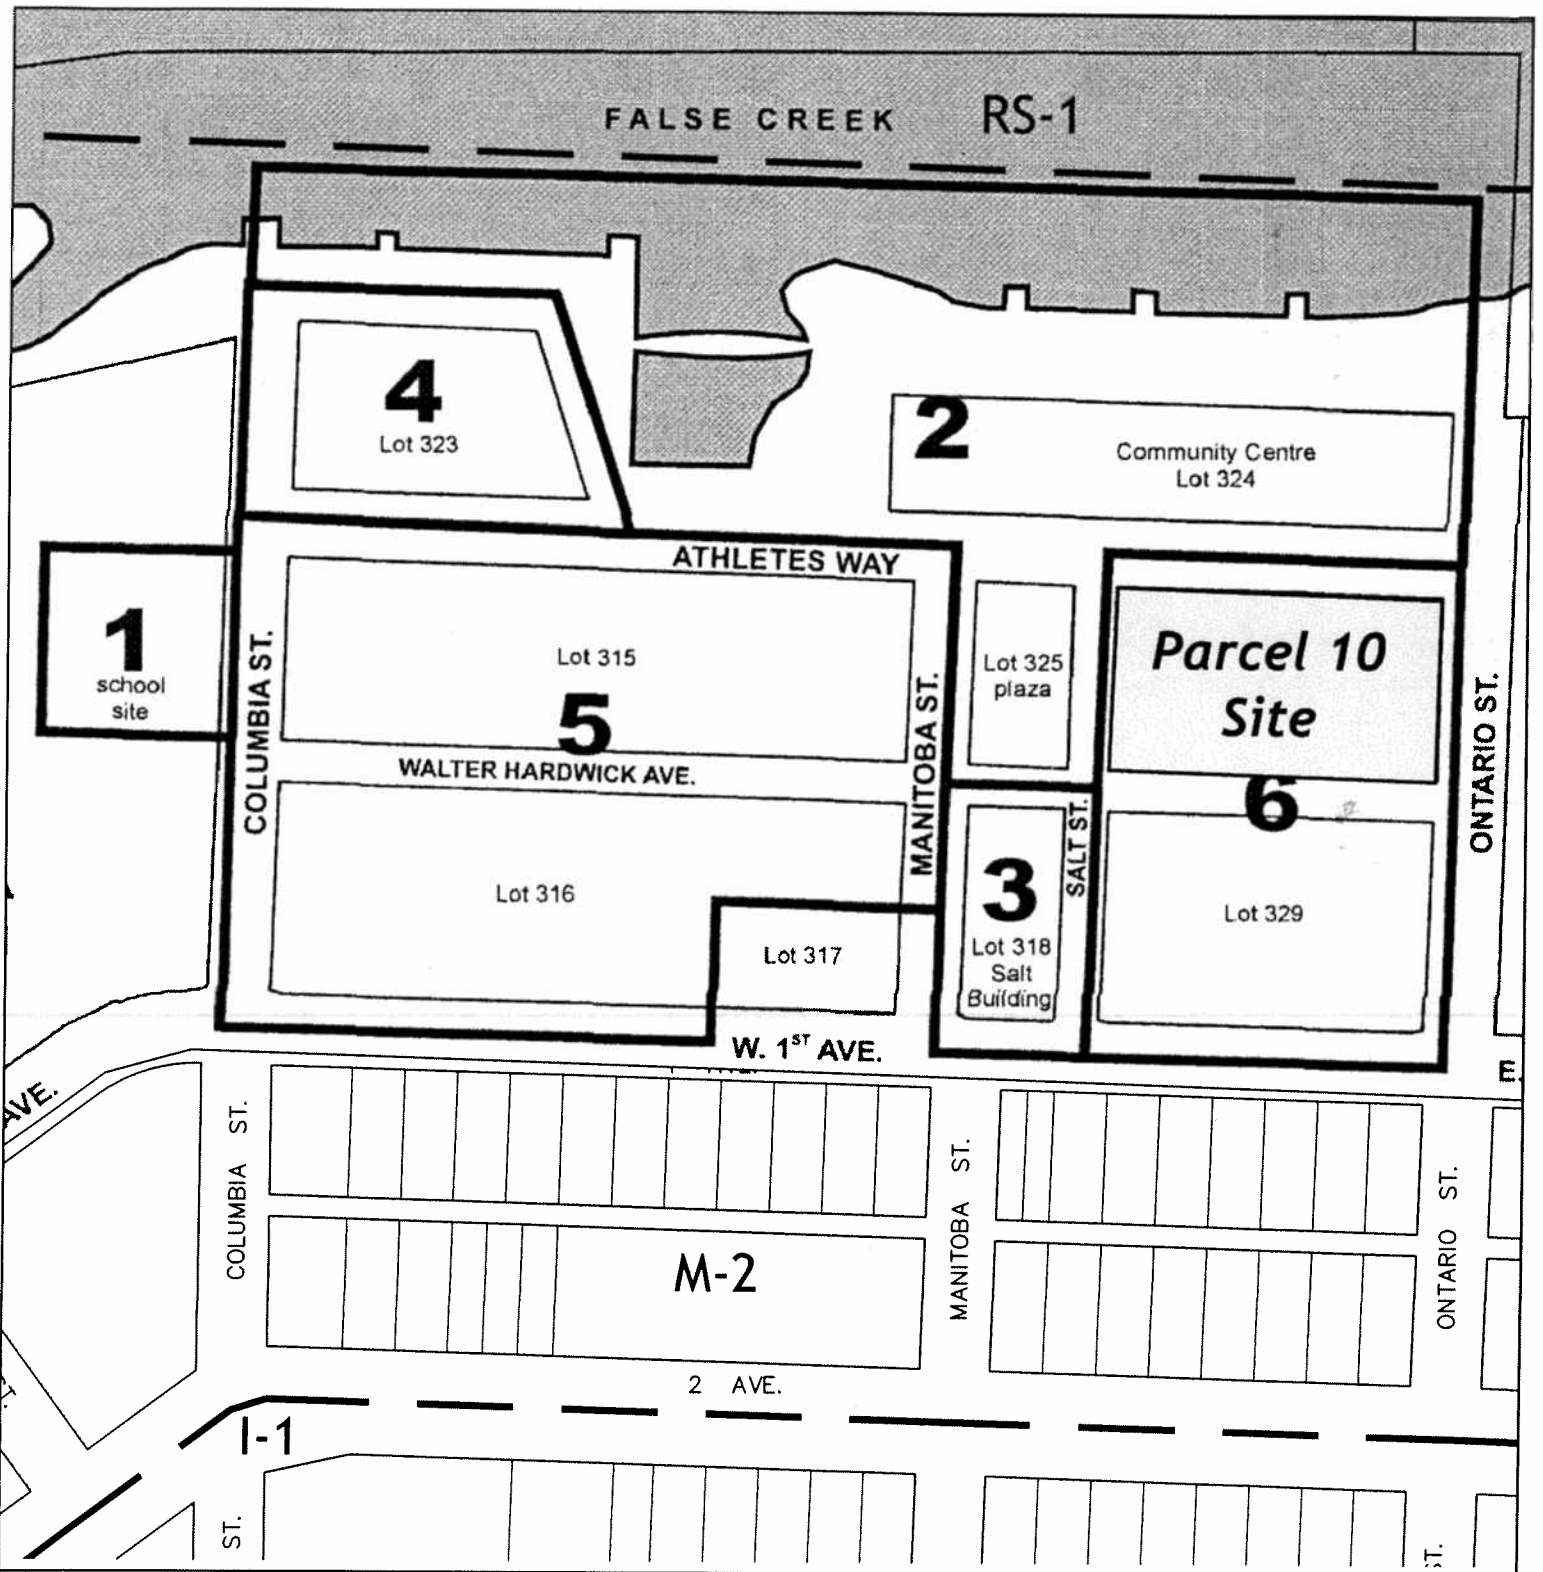 FALSE CREEK RS-1
4
Lot 323
2
Community Centre
Lot 324
ATHLETES WAY
1
school
site
COLUMBIA ST.
Lot 315
5
WALTER HARDWICK AVE.
MANITOBA ST.
Lot 325
plaza
Parcel 10
Site
6
ONTARIO ST.
Lot 316
Lot 317
3
Lot 318
Salt
Building
SALT ST.
Lot 329
W. 1ST AVE.
E.
AVE.
COLUMBIA ST.
MANITOBA ST.
ONTARIO ST.
M-2
2 AVE.
I-1
ST.
ST.